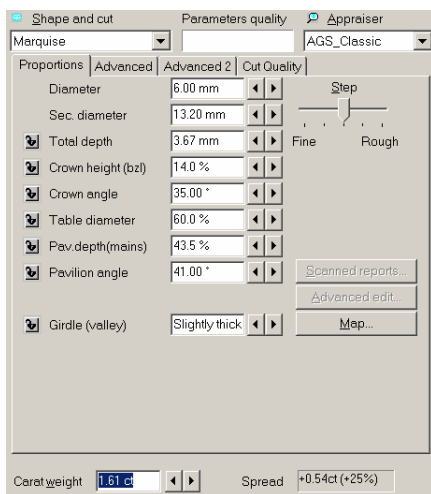 Shape and cut Parameters quality Appraiser
Marquise AGS_Classic
Proportions Advanced Advanced 2 Cut Quality
Diameter 6.00 mm Step
Sec. diameter 13.20 mm
Total depth 3.67 mm Fine Rough
Crown height (bzl) 14.0 %
Crown angle 35.00 °
Table diameter 60.0 %
Pav.depth(mains) 43.5 %
Pavilion angle 41.00 ° Scanned reports...
Advanced edit...
Girdle (valley) Slightly thick Map...
Carat weight 1.61 ct Spread +0.54ct (+25%)